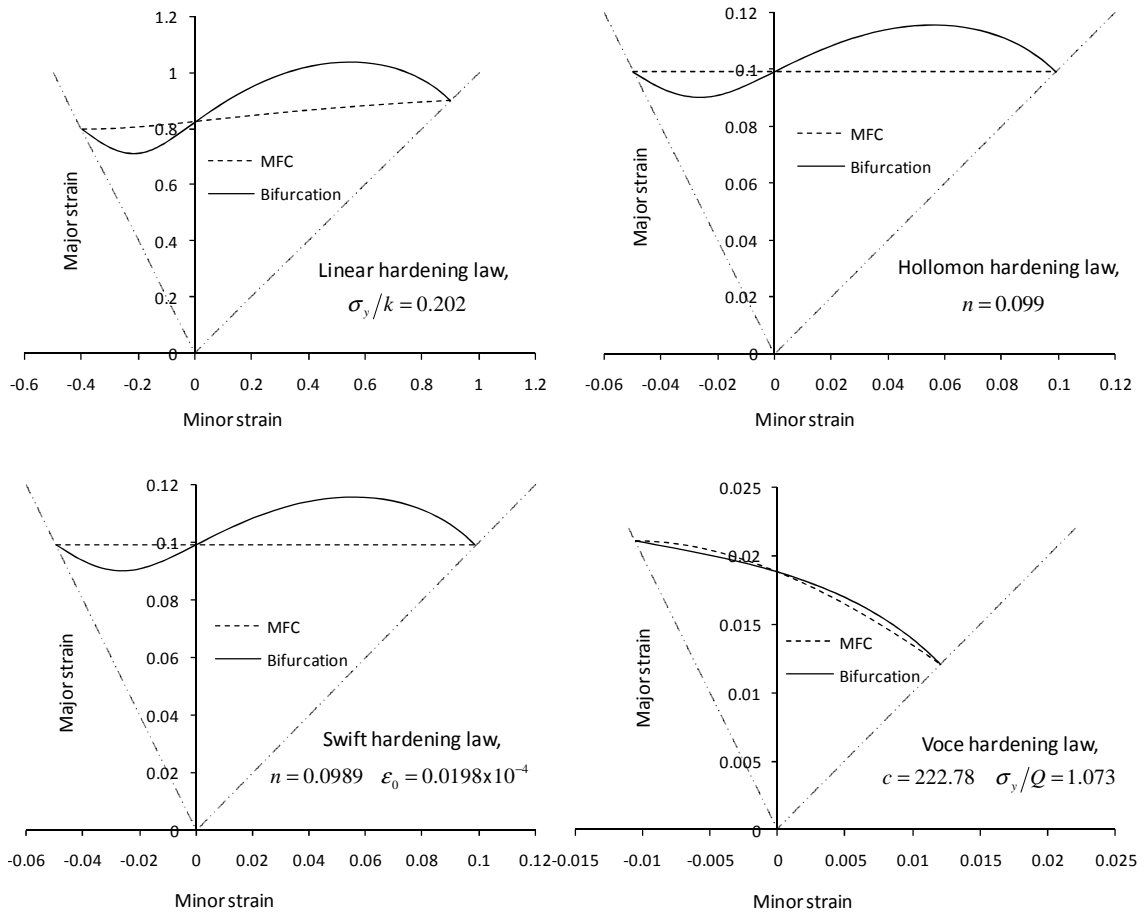 1.2
1
0.8
0.6
0.4
0.2
0
-0.6 -0.4 -0.2 0 0.2 0.4 0.6 0.8 1 1.2
Major strain
Minor strain
MFC
Bifurcation
Linear hardening law,
σy/k = 0.202
0.12
0.1
0.08
0.06
0.04
0.02
0
-0.06 -0.04 -0.02 0 0.02 0.04 0.06 0.08 0.1 0.12
Major strain
Minor strain
MFC
Bifurcation
Hollomon hardening law,
n = 0.099
0.12
0.1
0.08
0.06
0.04
0.02
0
-0.06 -0.04 -0.02 0 0.02 0.04 0.06 0.08 0.1 0.12
Major strain
Minor strain
MFC
Bifurcation
Swift hardening law,
n = 0.0989 ε0 = 0.0198x10⁻⁴
0.025
0.02
0.015
0.01
0.005
0
-0.015 -0.01 -0.005 0 0.005 0.01 0.015 0.02 0.025
Major strain
Minor strain
MFC
Bifurcation
Voce hardening law,
c = 222.78 σy/Q = 1.073